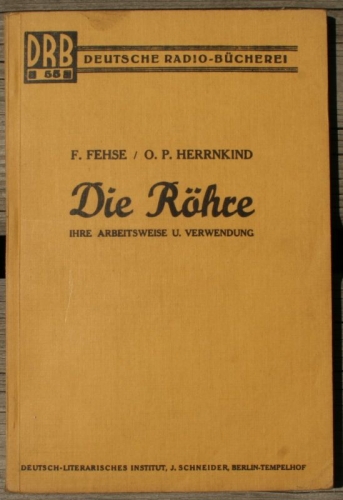 DRB
55
DEUTSCHE RADIO-BÜCHEREI
F. FEHSE / O. P. HERRNKIND
Die Röhre
IHRE ARBEITSWEISE U. VERWENDUNG
DEUTSCH-LITERARISCHES INSTITUT, J. SCHNEIDER, BERLIN-TEMPELHOF